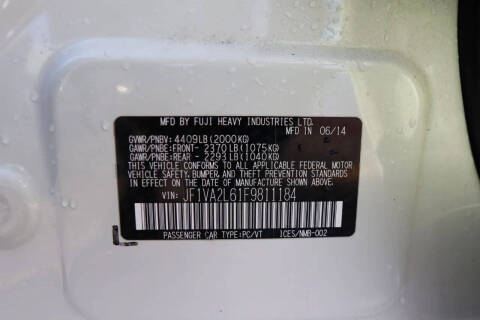 MFD BY FUJI HEAVY INDUSTRIES LTD.
MFD IN 06/14
GVWR/PNBV: 4409LB(2000KG)
GAWR/PNBE:FRONT- 2370LB(1075KG)
GAWR/PNBE:REAR - 2293LB(1040KG)
THIS VEHICLE CONFORMS TO ALL APPLICABLE FEDERAL MOTOR
VEHICLE SAFETY, BUMPER, AND THEFT PREVENTION STANDARDS
IN EFFECT ON THE DATE OF MANUFACTURE SHOWN ABOVE.
VIN: JF1VA2L61F9811184
PASSENGER CAR TYPE:PC/VT ICES/NMB-002